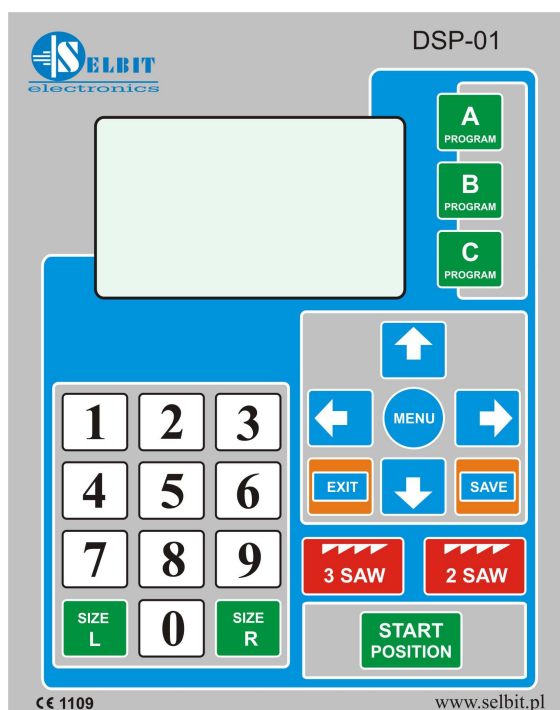 SELBIT
electronics
DSP-01
A
PROGRAM
B
PROGRAM
C
PROGRAM
MENU
EXIT
SAVE
1 2 3
4 5 6
7 8 9
SIZE
L
0
SIZE
R
3 SAW
2 SAW
START
POSITION
CE 1109
www.selbit.pl